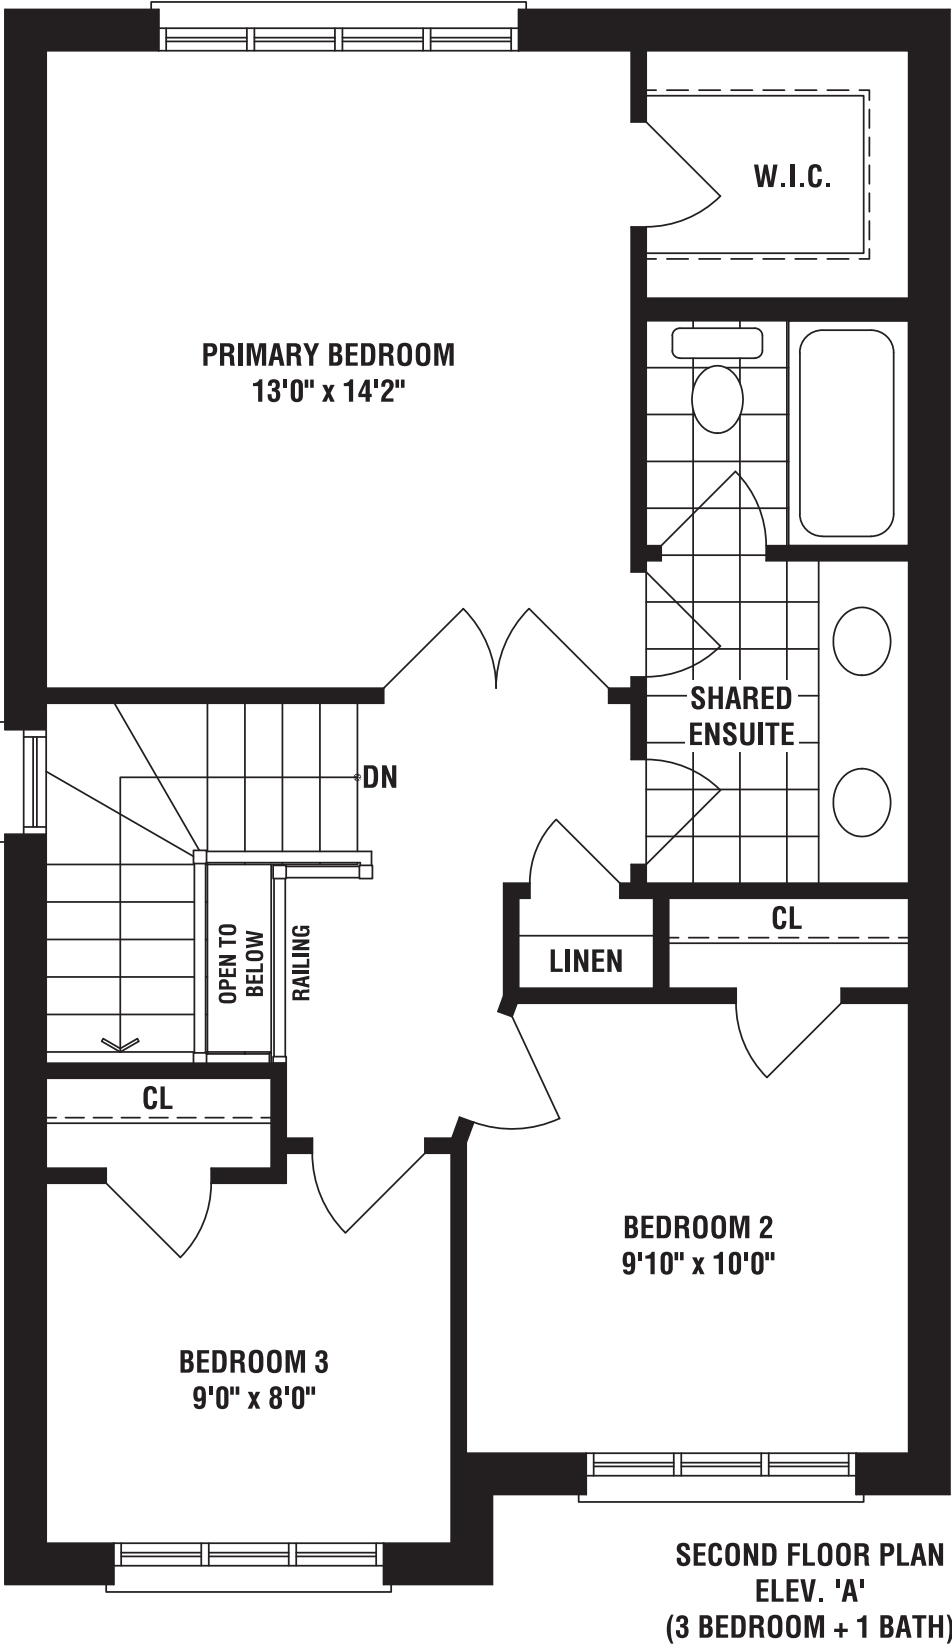 W.I.C.
PRIMARY BEDROOM
13'0" x 14'2"
SHARED
ENSUITE
DN
OPEN TO
BELOW
RAILING
LINEN
CL
CL
BEDROOM 2
9'10" x 10'0"
BEDROOM 3
9'0" x 8'0"
SECOND FLOOR PLAN
ELEV. 'A'
(3 BEDROOM + 1 BATH)